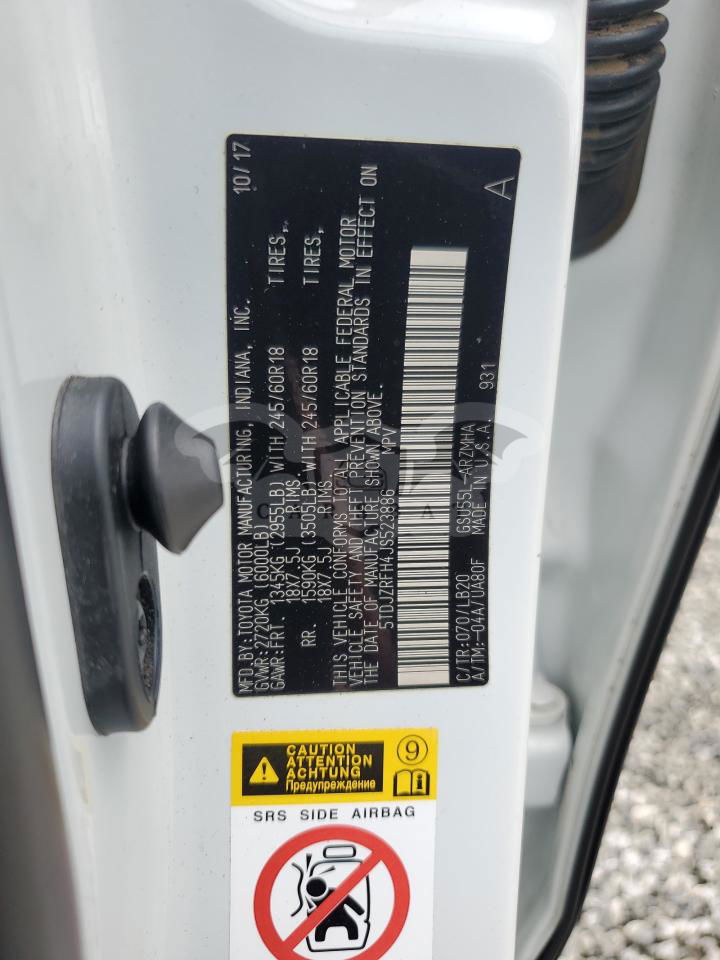 MFD.BY:TOYOTA MOTOR MANUFACTURING, INDIANA, INC. 10/17
GVWR:2720KG (6000LB)
GAWR:FRT. 1345KG (2955LB) WITH 245/60R18 TIRES,
18X7.5J RIMS.
RR. 1590KG (3505LB) WITH 245/60R18 TIRES,
18X7.5J RIMS.
THIS VEHICLE CONFORMS TO ALL APPLICABLE FEDERAL MOTOR
VEHICLE SAFETY AND THEFT PREVENTION STANDARDS IN EFFECT ON
THE DATE OF MANUFACTURE SHOWN ABOVE.
5TDJZRFH4JS523886 MPV
C/TR:070/LB20 GSU55L-ARZMHA A
A/TM:-04A/UA80F MADE IN U.S.A. 931
CAUTION
ATTENTION
ACHTUNG
Предупреждение
9
i
SRS SIDE AIRBAG